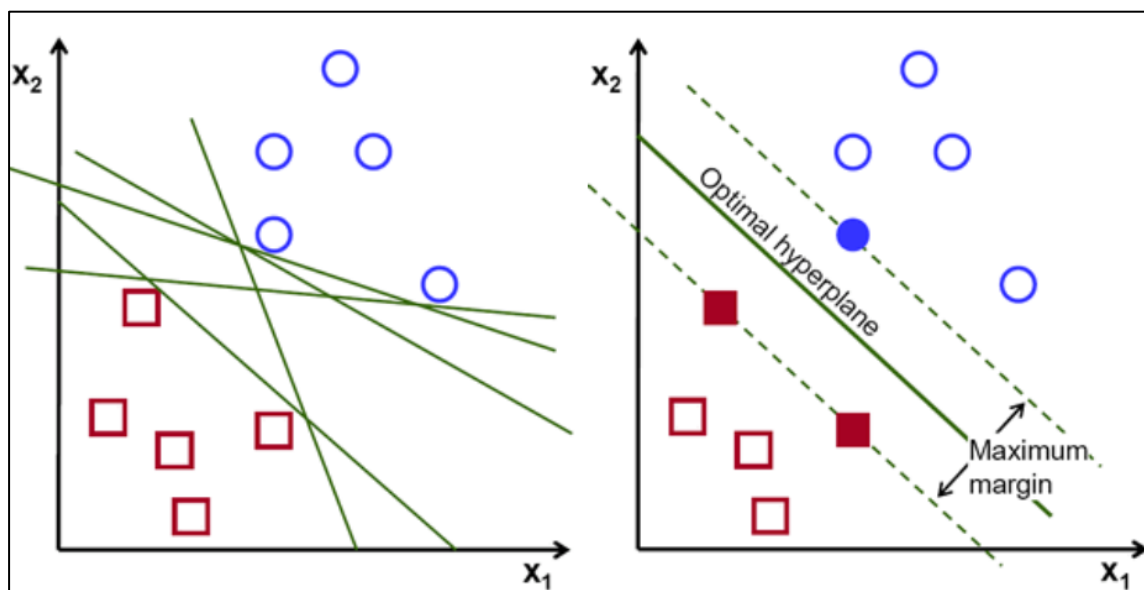 x₂
x₁
x₂
Optimal hyperplane
Maximum
margin
x₁